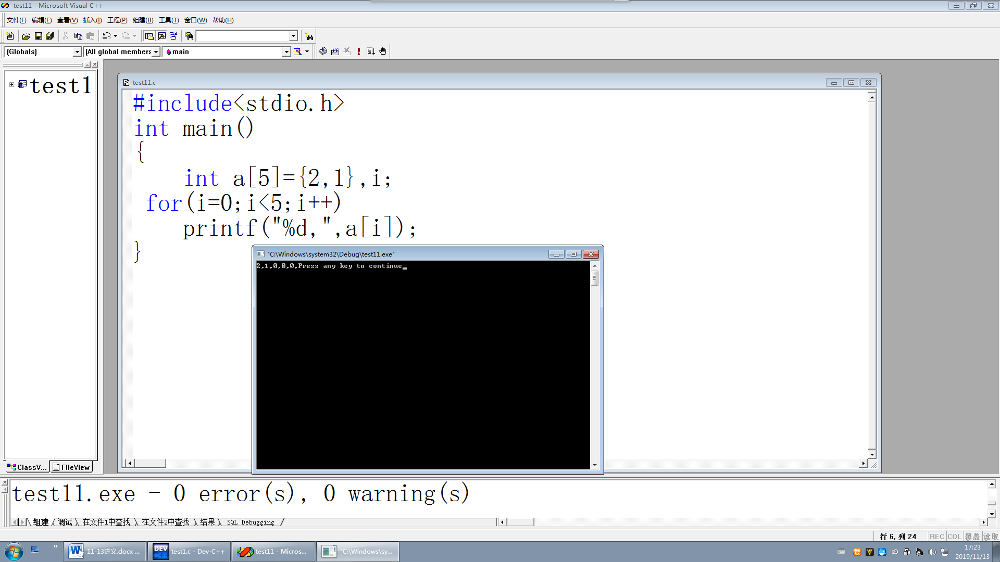 test11 - Microsoft Visual C++
文件(F) 编辑(E) 查看(V) 插入(I) 工程(P) 组建(B) 工具(T) 窗口(W) 帮助(H)
(Globals) (All global members main
test1
test11.c
#include<stdio.h>
int main()
{
int a[5]={2,1},i;
for(i=0;i<5;i++)
printf("%d,",a[i]);
}
"C:\Windows\system32\Debug\test11.exe"
2,1,0,0,0,Press any key to continue_
ClassV... FileView
test11.exe - 0 error(s), 0 warning(s)
组建 调试 在文件1中查找 在文件2中查找 结果 SQL Debugging
行 6, 列 24 REC COL 覆盖 读取
11-13讲义.docx ... DEV test1.c - Dev-C++ test11 - Micros... "C:\Windows\sy...
17:23
2019/11/13